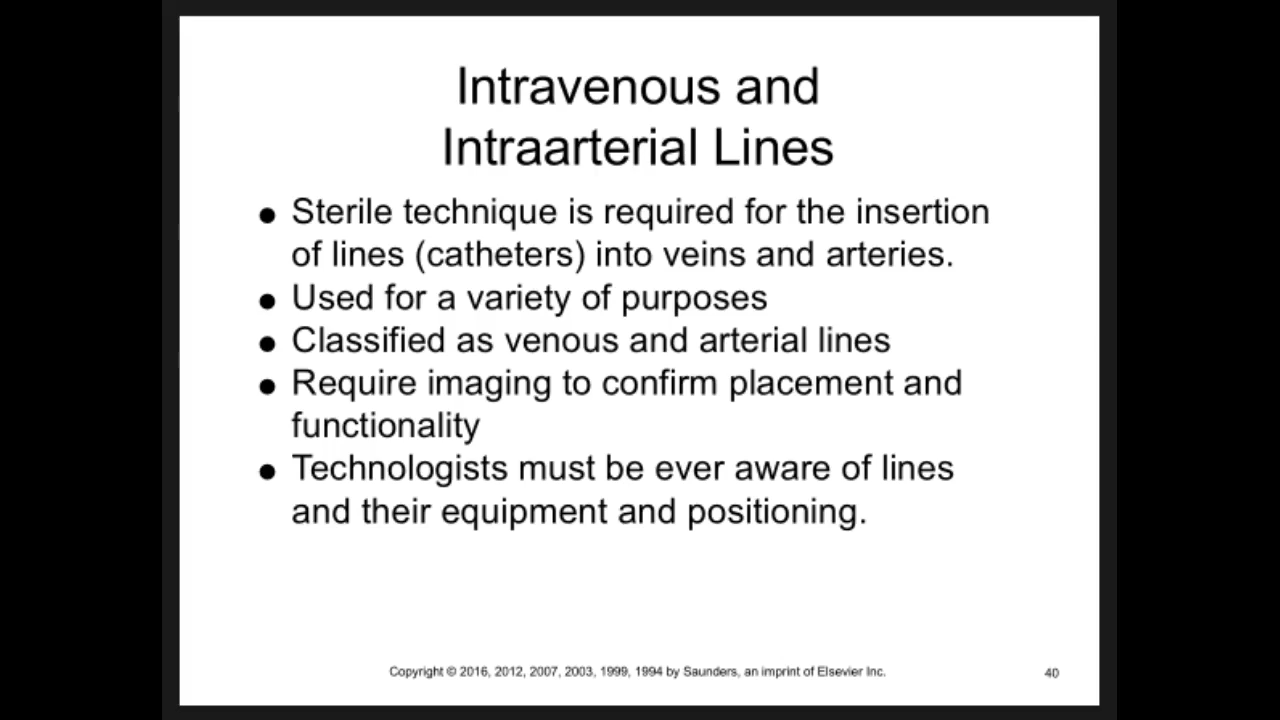 Intravenous and
Intraarterial Lines
● Sterile technique is required for the insertion
of lines (catheters) into veins and arteries.
● Used for a variety of purposes
● Classified as venous and arterial lines
● Require imaging to confirm placement and
functionality
● Technologists must be ever aware of lines
and their equipment and positioning.
Copyright © 2016, 2012, 2007, 2003, 1999, 1994 by Saunders, an imprint of Elsevier Inc.
40